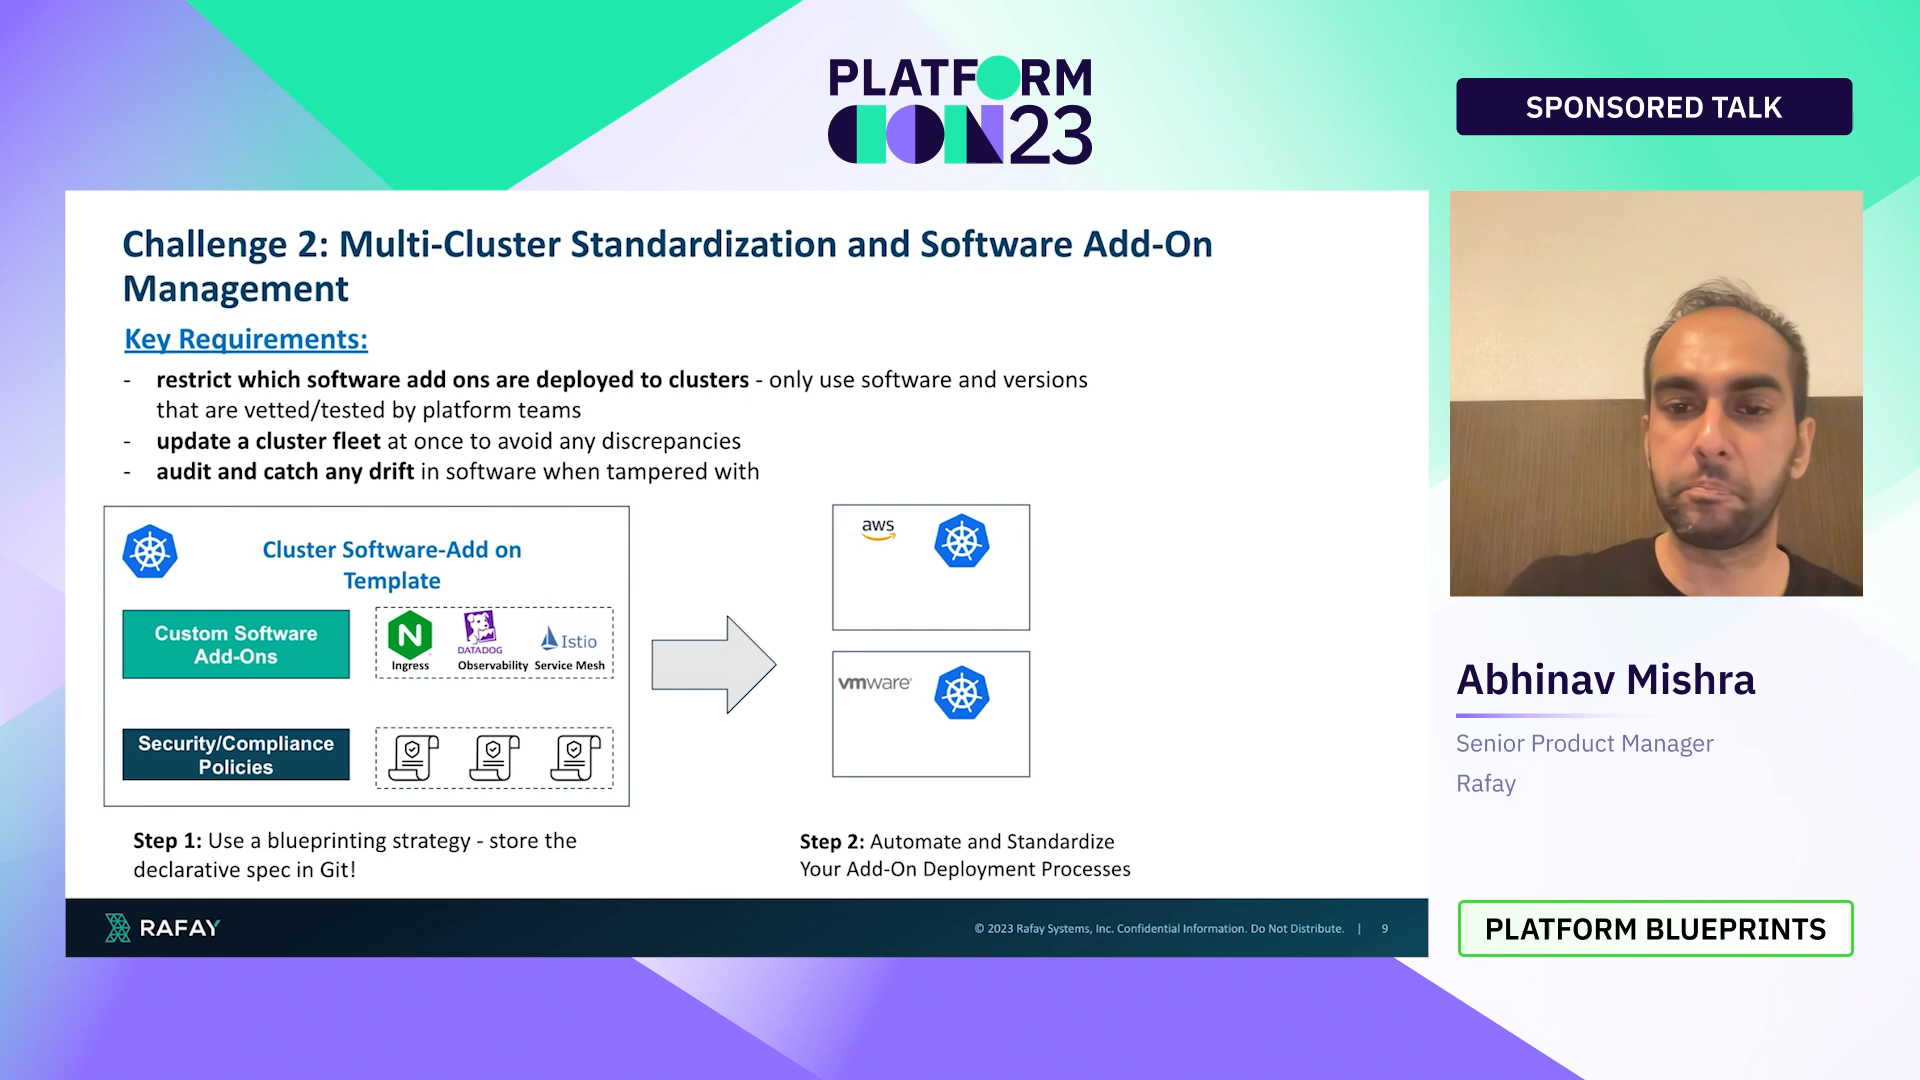 PLATFORM
CON23
SPONSORED TALK
Challenge 2: Multi-Cluster Standardization and Software Add-On
Management
Key Requirements:
- restrict which software add ons are deployed to clusters - only use software and versions
that are vetted/tested by platform teams
- update a cluster fleet at once to avoid any discrepancies
- audit and catch any drift in software when tampered with
Cluster Software-Add on
Template
Custom Software
Add-Ons
N
DATADOG
Istio
Ingress
Observability
Service Mesh
Security/Compliance
Policies
aws
vmware®
Step 1: Use a blueprinting strategy - store the
declarative spec in Git!
Step 2: Automate and Standardize
Your Add-On Deployment Processes
RAFAY
© 2023 Rafay Systems, Inc. Confidential Information. Do Not Distribute. | 9
Abhinav Mishra
Senior Product Manager
Rafay
PLATFORM BLUEPRINTS